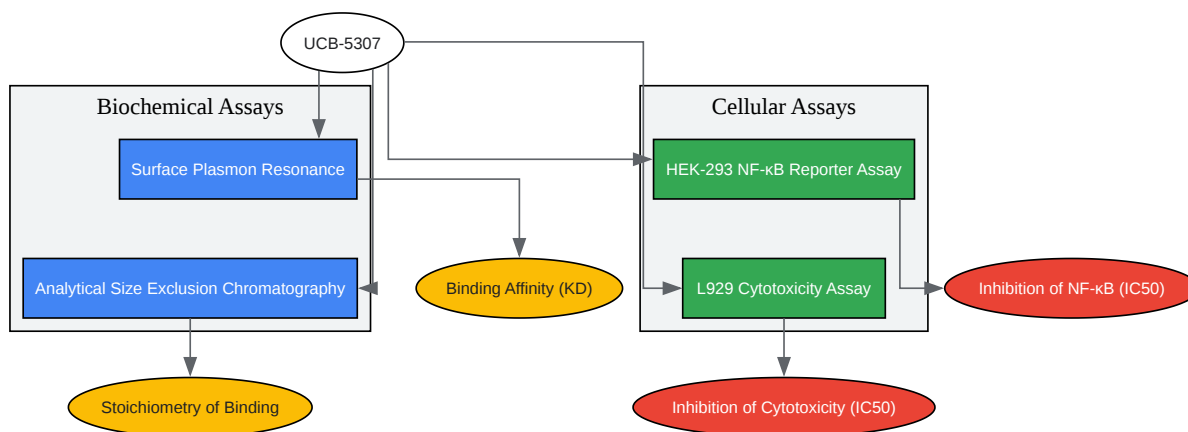 UCB-5307
Biochemical Assays
Cellular Assays
Surface Plasmon Resonance
HEK-293 NF-κB Reporter Assay
Analytical Size Exclusion Chromatography
Binding Affinity (KD)
L929 Cytotoxicity Assay
Inhibition of NF-κB (IC50)
Stoichiometry of Binding
Inhibition of Cytotoxicity (IC50)